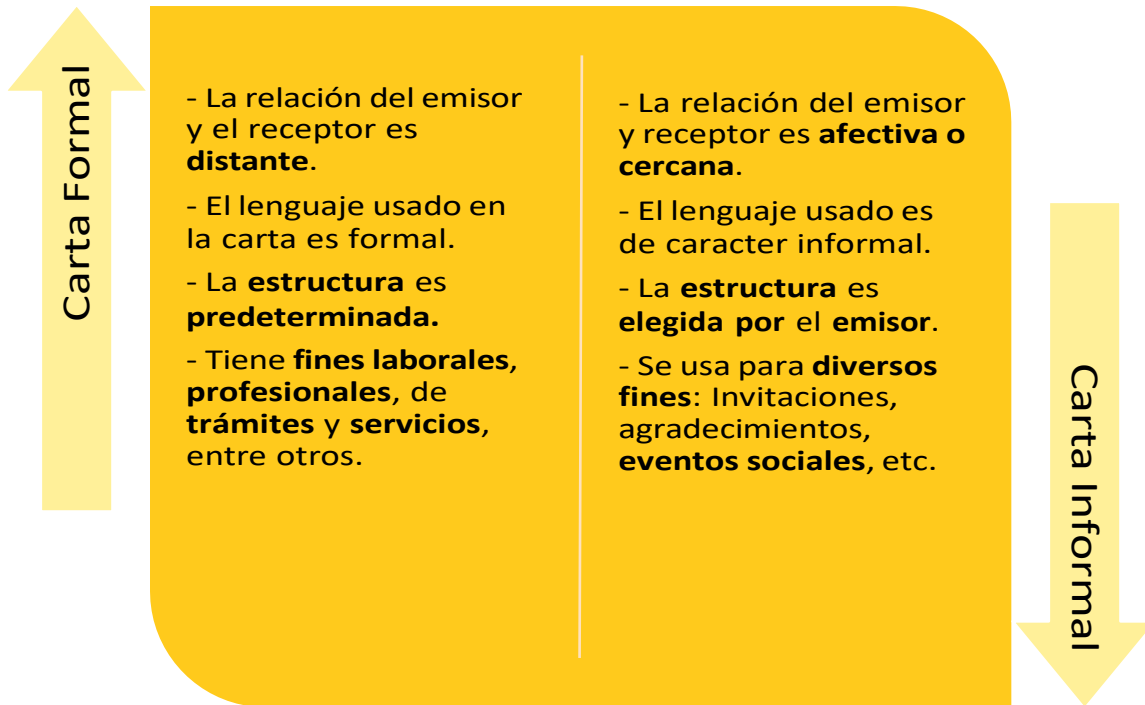 Carta Formal
- La relación del emisor
y el receptor es
distante.
- El lenguaje usado en
la carta es formal.
- La estructura es
predeterminada.
- Tiene fines laborales,
profesionales, de
trámites y servicios,
entre otros.
- La relación del emisor
y receptor es afectiva o
cercana.
- El lenguaje usado es
de caracter informal.
- La estructura es
elegida por el emisor.
- Se usa para diversos
fines: Invitaciones,
agradecimientos,
eventos sociales, etc.
Carta Informal